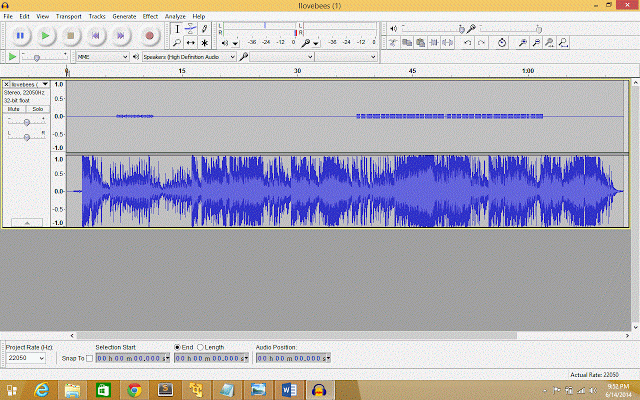 Ilovebees (1)
File Edit View Transport Tracks Generate Effect Analyze Help
L
R
-36 -24 -12 0
L
R
-36 -24 -12 0
MME
Speakers (High Definition Audio
15 30 45 1:00
ilovebees (
Stereo, 22050Hz
32-bit float
Mute Solo
- +
L R
1.0
0.5
0.0
-0.5
-1.0
1.0
0.5
0.0
-0.5
-1.0
Project Rate (Hz):
22050
Snap To
Selection Start:
End Length
Audio Position:
00 h 00 m 00.000 s
00 h 00 m 00.000 s
00 h 00 m 00.000 s
Actual Rate: 22050
9:52 PM
6/14/2014